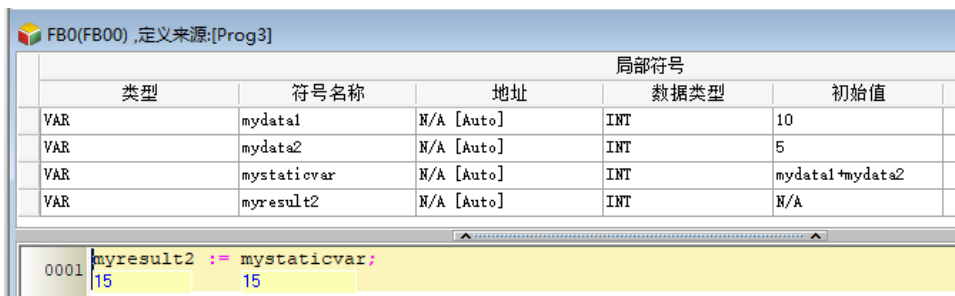 FB0(FB00) ,定义来源:[Prog3]
局部符号
类型 符号名称 地址 数据类型 初始值
VAR mydata1 N/A [Auto] INT 10
VAR mydata2 N/A [Auto] INT 5
VAR mystaticvar N/A [Auto] INT mydata1+mydata2
VAR myresult2 N/A [Auto] INT N/A
0001 myresult2 := mystaticvar;
15 15